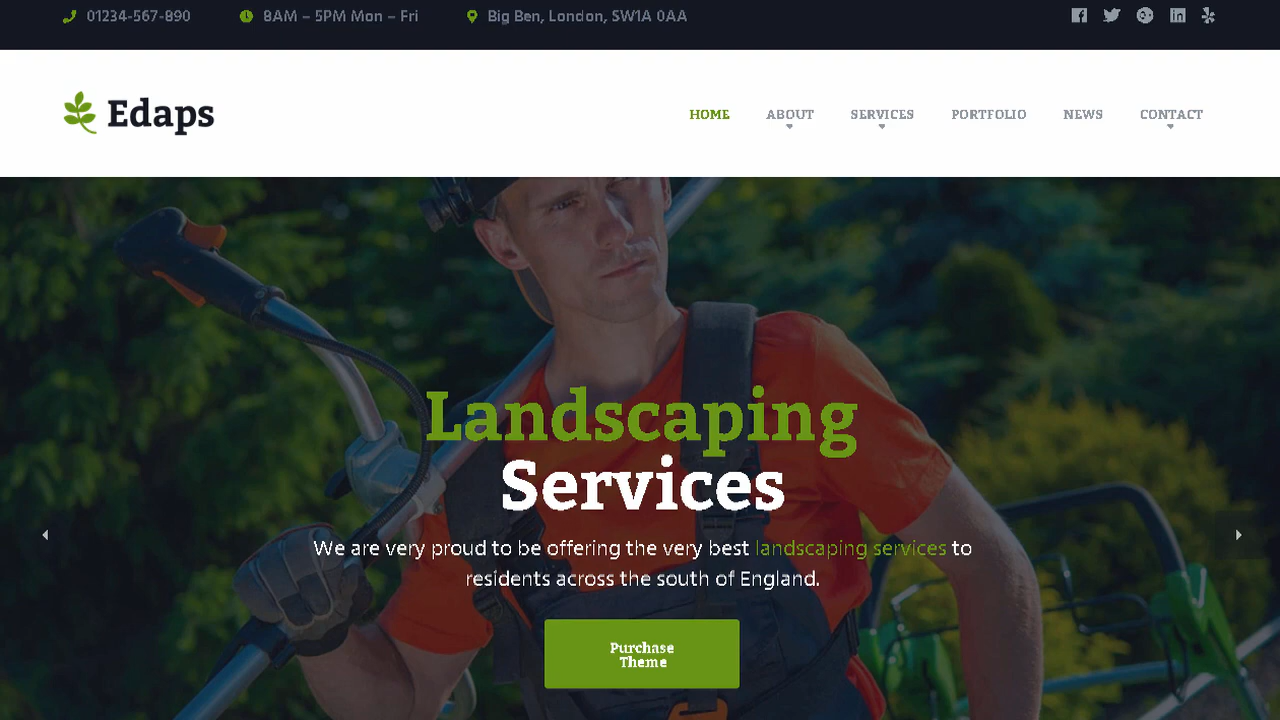 01234-567-890
8AM – 5PM Mon – Fri
Big Ben, London, SW1A 0AA
Edaps
HOME
ABOUT
SERVICES
PORTFOLIO
NEWS
CONTACT
Landscaping
Services
We are very proud to be offering the very best landscaping services to
residents across the south of England.
Purchase
Theme